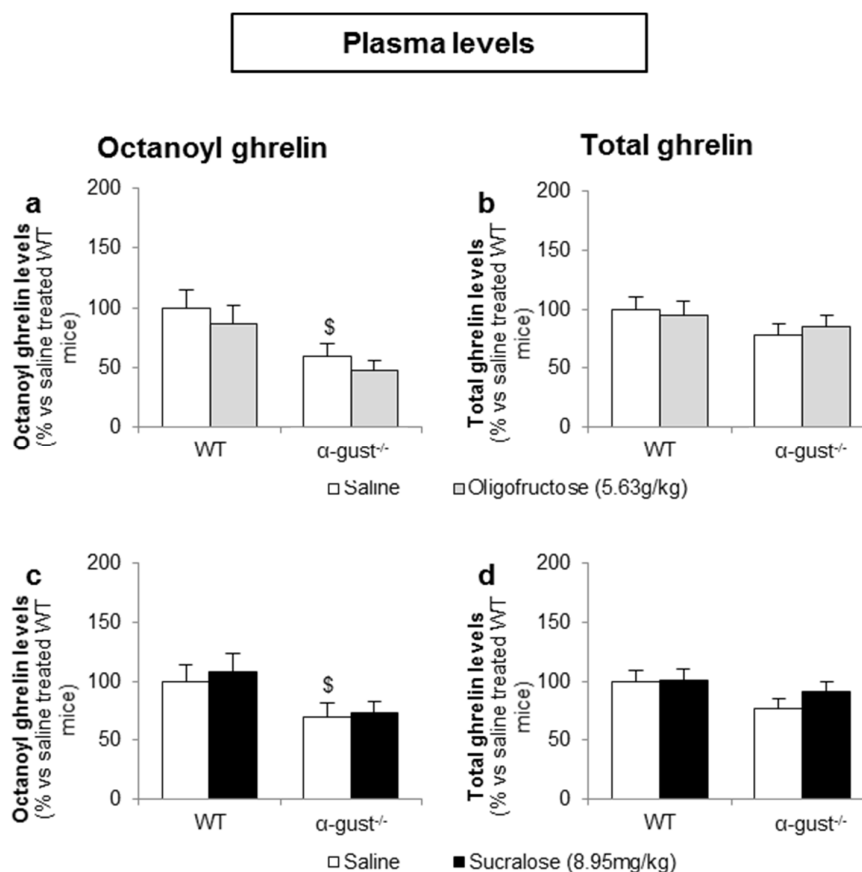 Plasma levels
Octanoyl ghrelin
Total ghrelin
a
Octanoyl ghrelin levels
(% vs saline treated WT
mice)
200
150
100
50
0
$
WT
α-gust-/-
b
Total ghrelin levels
(% vs saline treated WT
mice)
200
150
100
50
0
WT
α-gust-/-
Saline
Oligofructose (5.63g/kg)
c
Octanoyl ghrelin levels
(% vs saline treated WT
mice)
200
150
100
50
0
$
WT
α-gust-/-
d
Total ghrelin levels
(% vs saline treated WT
mice)
200
150
100
50
0
WT
α-gust-/-
Saline
Sucralose (8.95mg/kg)